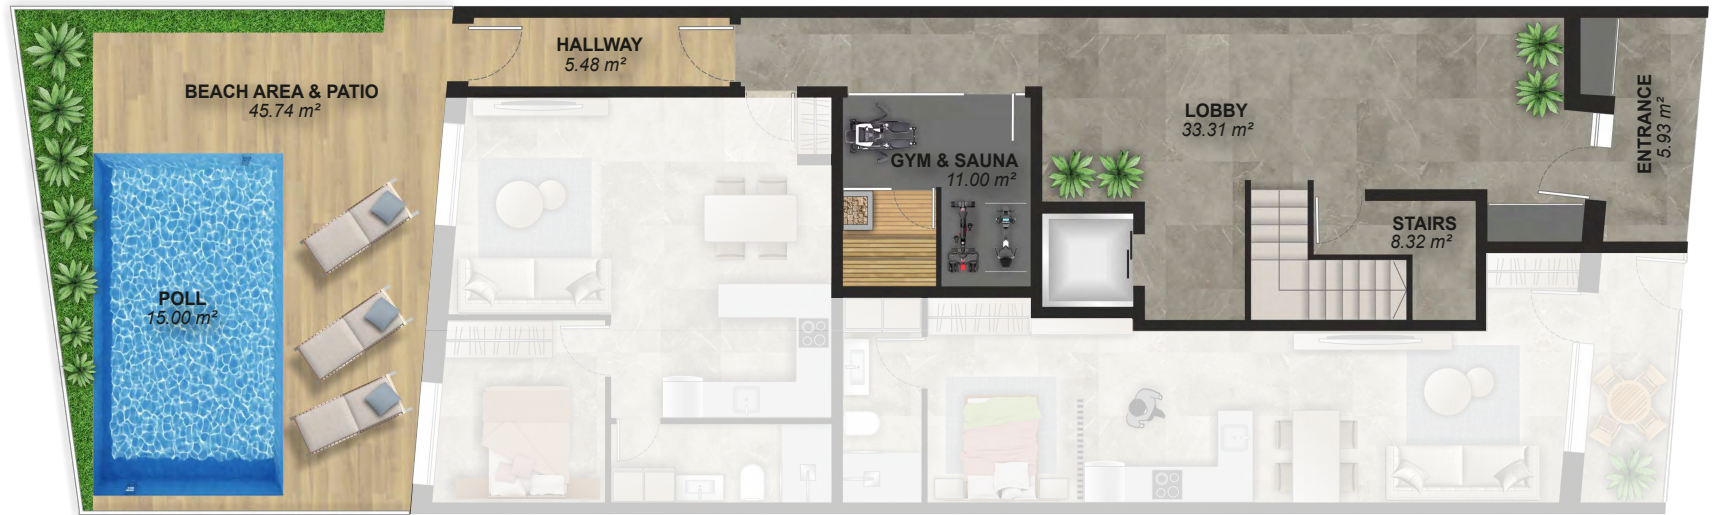 HALLWAY
5.48 m²
BEACH AREA & PATIO
45.74 m²
LOBBY
33.31 m²
ENTRANCE
5.93 m²
GYM & SAUNA
11.00 m²
STAIRS
8.32 m²
POLL
15.00 m²